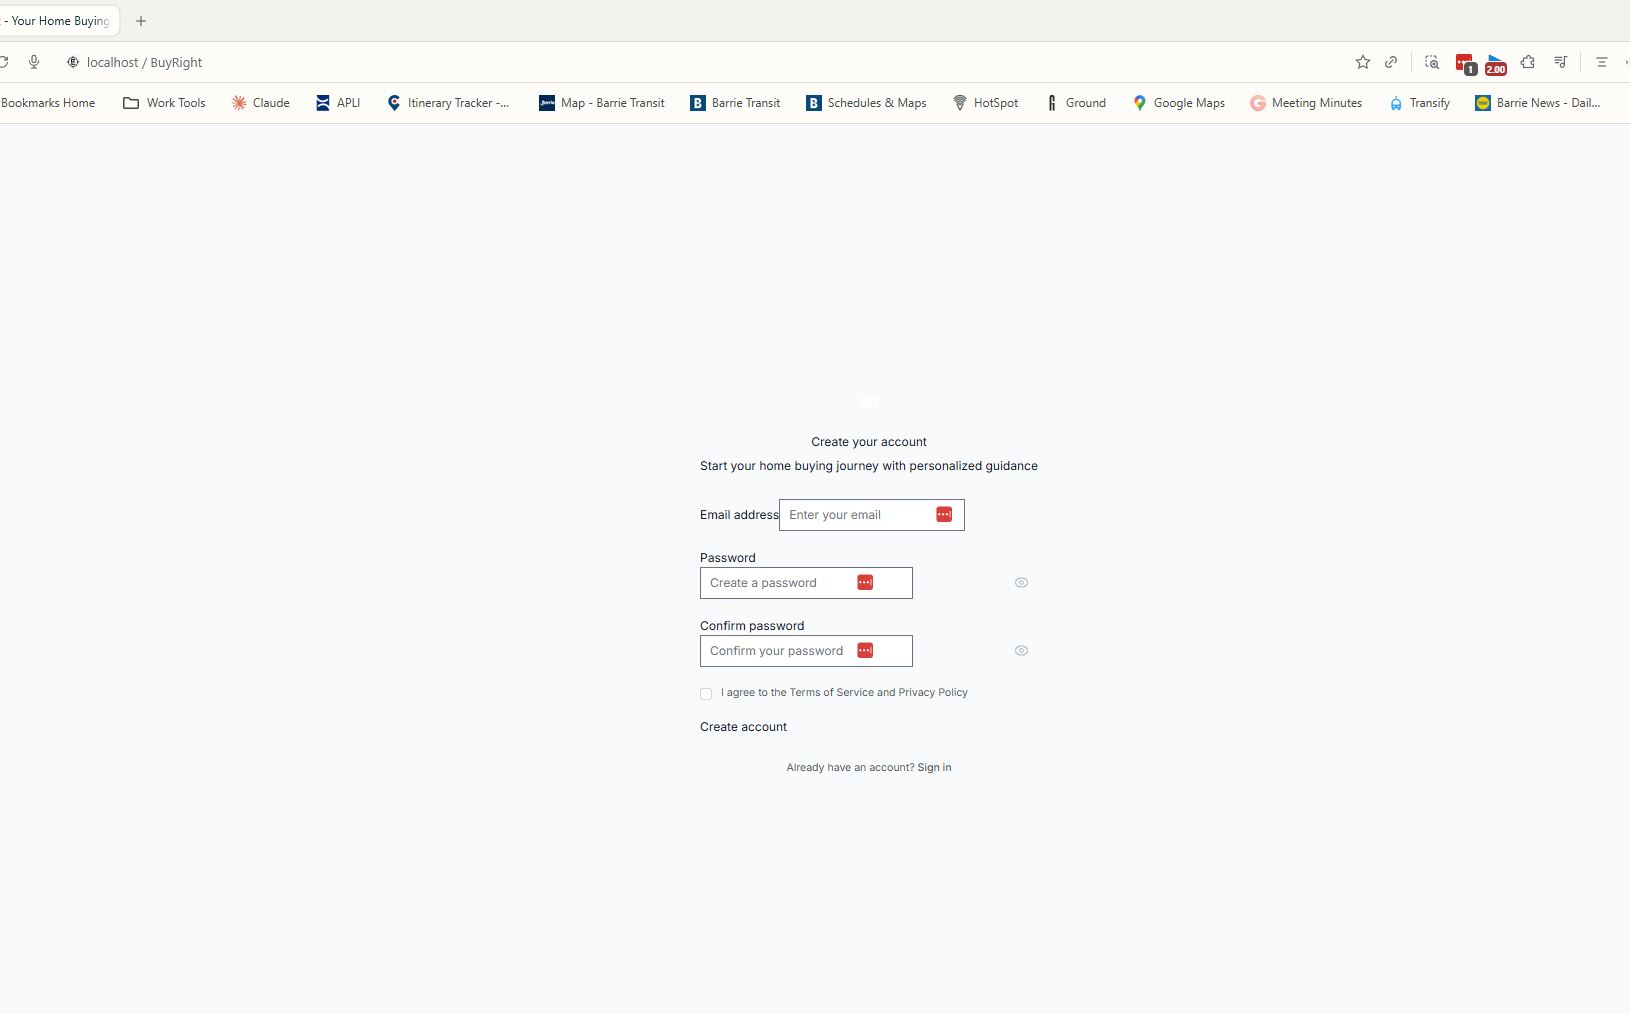 - Your Home Buying
localhost / BuyRight
1
2.00
Bookmarks Home
Work Tools
Claude
APLI
Itinerary Tracker -...
Map - Barrie Transit
Barrie Transit
Schedules & Maps
HotSpot
Ground
Google Maps
Meeting Minutes
Transify
Barrie News - Dail...
Create your account
Start your home buying journey with personalized guidance
Email address
Enter your email
Password
Create a password
Confirm password
Confirm your password
I agree to the Terms of Service and Privacy Policy
Create account
Already have an account? Sign in